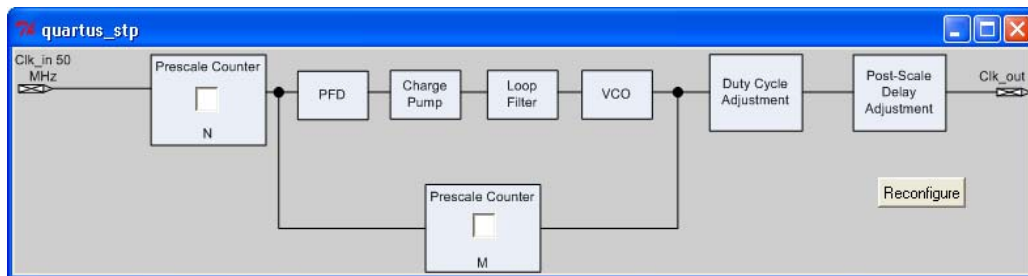 quartus_stp
Clk_in 50
MHz
Prescale Counter
N
PFD
Charge
Pump
Loop
Filter
VCO
Duty Cycle
Adjustment
Post-Scale
Delay
Adjustment
Clk_out
Reconfigure
Prescale Counter
M